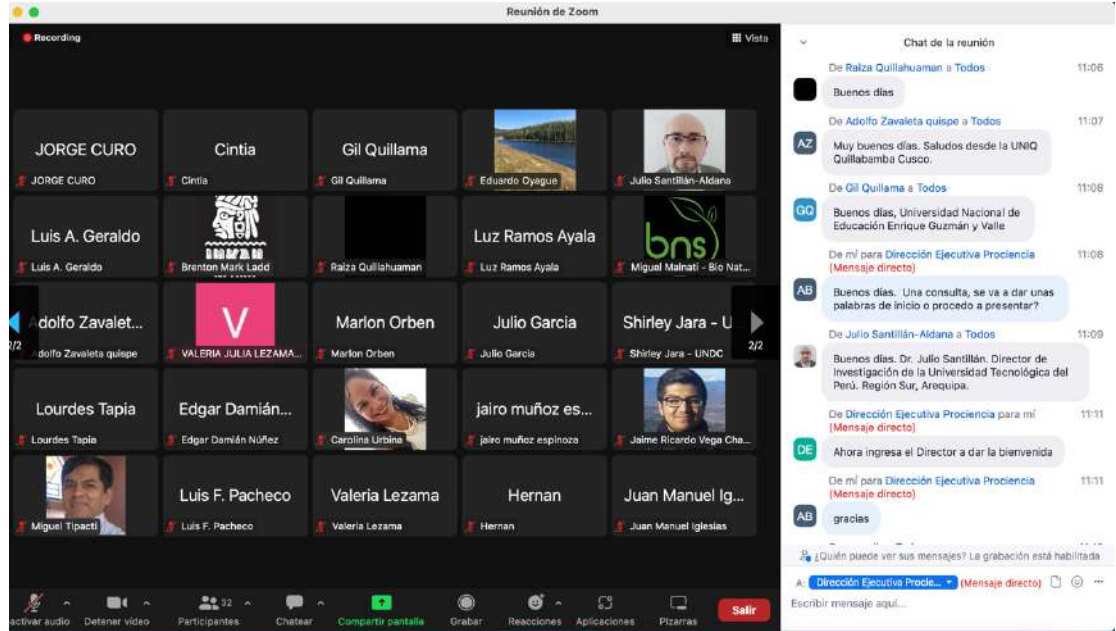 Reunión de Zoom
Recording
Vista
JORGE CURO
JORGE CURO
Cintia
Cintia
Gil Quillama
Gil Quillama
Eduardo Oyague
Julio Santillán-Aldana
Luis A. Geraldo
Luis A. Geraldo
Brenton Mark Ladd
Raiza Quillahuaman
Luz Ramos Ayala
Luz Ramos Ayala
bns
Miguel Malnati - Bio Nat...
2/2
dolfo Zavalet...
Adolfo Zavaleta quispe
V
VALERIA JULIA LEZAMA...
Marlon Orben
Marlon Orben
Julio Garcia
Julio Garcia
Shirley Jara - U
Shirley Jara - UNDC
2/2
Lourdes Tapia
Lourdes Tapia
Edgar Damián...
Edgar Damián Núñez
Carolina Urbina
jairo muñoz es...
jairo muñoz espinoza
Jaime Ricardo Vega Cha...
Miguel Tipacti
Luis F. Pacheco
Luis F. Pacheco
Valeria Lezama
Valeria Lezama
Hernan
Hernan
Juan Manuel Ig...
Juan Manuel Iglesias
activar audio
Detener vídeo
32
Participantes
Chatear
Compartir pantalla
Grabar
Reacciones
Aplicaciones
Pizarras
Salir
Chat de la reunión
De Raiza Quillahuaman a Todos 11:06
Buenos días
De Adolfo Zavaleta quispe a Todos 11:07
AZ
Muy buenos días. Saludos desde la UNIQ
Quillabamba Cusco.
De Gil Quillama a Todos 11:08
GQ
Buenos días, Universidad Nacional de
Educación Enrique Guzmán y Valle
De mí para Dirección Ejecutiva Prociencia 11:08
(Mensaje directo)
AB
Buenos días. Una consulta, se va a dar unas
palabras de inicio o procedo a presentar?
De Julio Santillán-Aldana a Todos 11:09
Buenos días. Dr. Julio Santillán. Director de
Investigación de la Universidad Tecnológica del
Perú. Región Sur, Arequipa.
De Dirección Ejecutiva Prociencia para mí 11:11
(Mensaje directo)
DE
Ahora ingresa el Director a dar la bienvenida
De mí para Dirección Ejecutiva Prociencia 11:11
(Mensaje directo)
AB
gracias
¿Quién puede ver sus mensajes? La grabación está habilitada
A: Dirección Ejecutiva Procie... (Mensaje directo)
Escribir mensaje aquí...